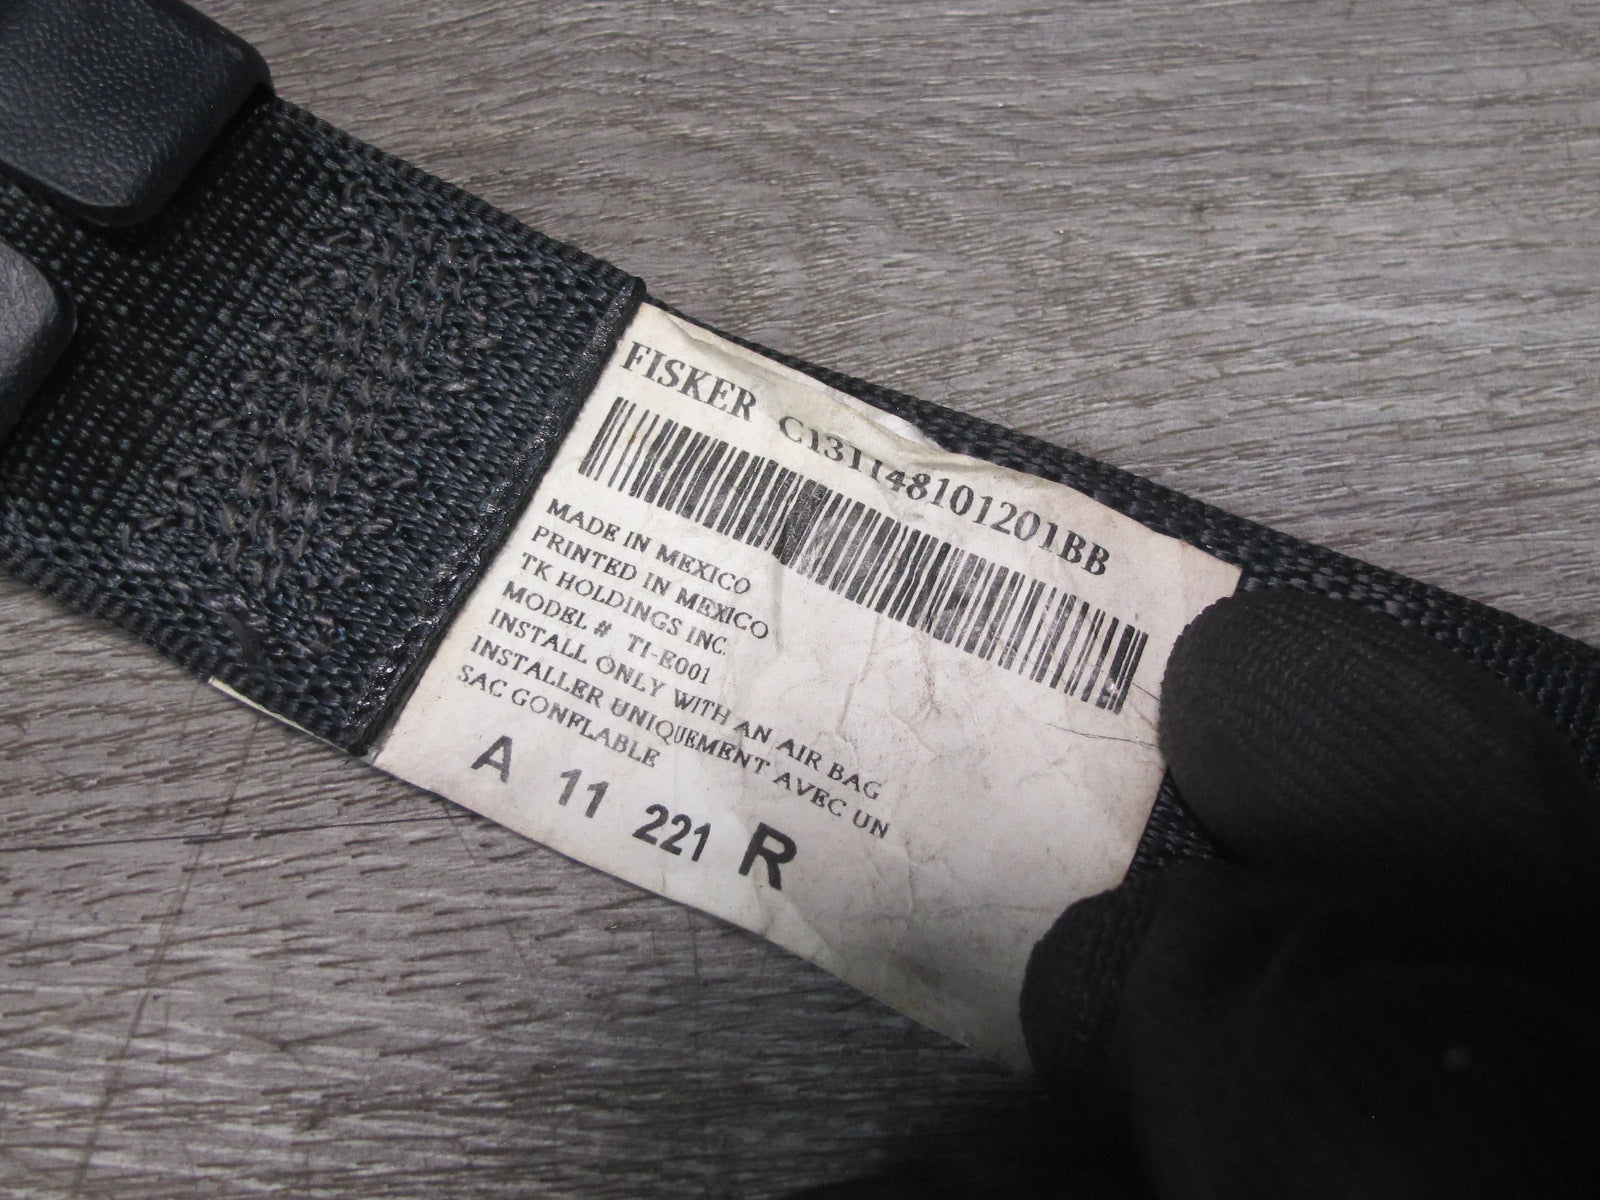 FISKER C131148101201BB
MADE IN MEXICO
PRINTED IN MEXICO
TK HOLDINGS INC.
MODEL # TI-E001
INSTALL ONLY WITH AN AIR BAG
INSTALLER UNIQUEMENT AVEC UN
SAC GONFLABLE
A 11 221 R